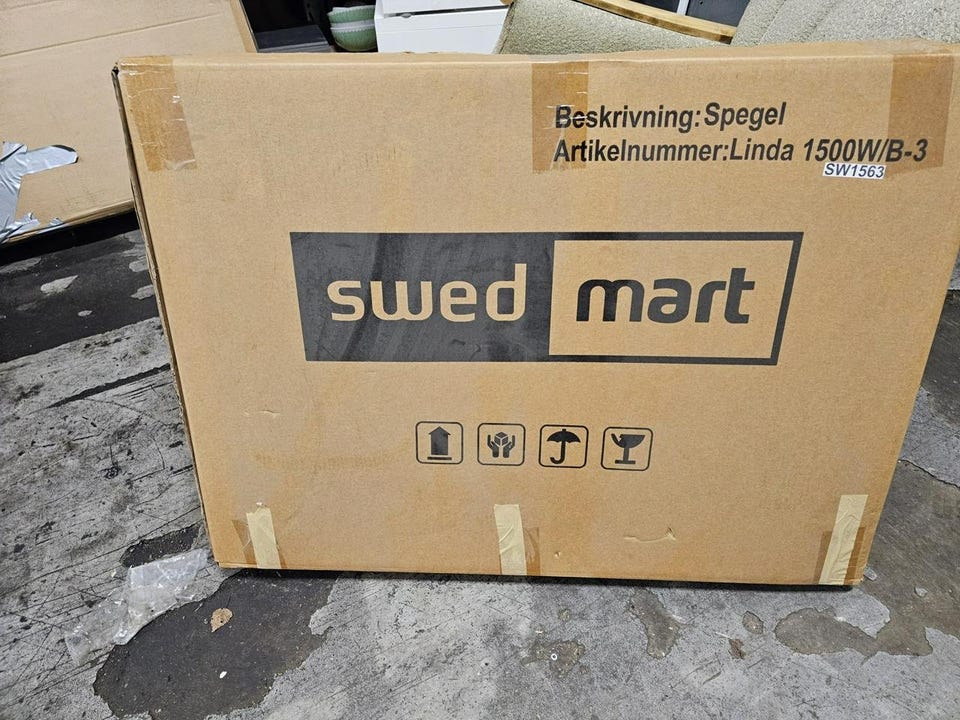 Beskrivning:Spegel
Artikelnummer:Linda 1500W/B-3
SW1563
swed mart